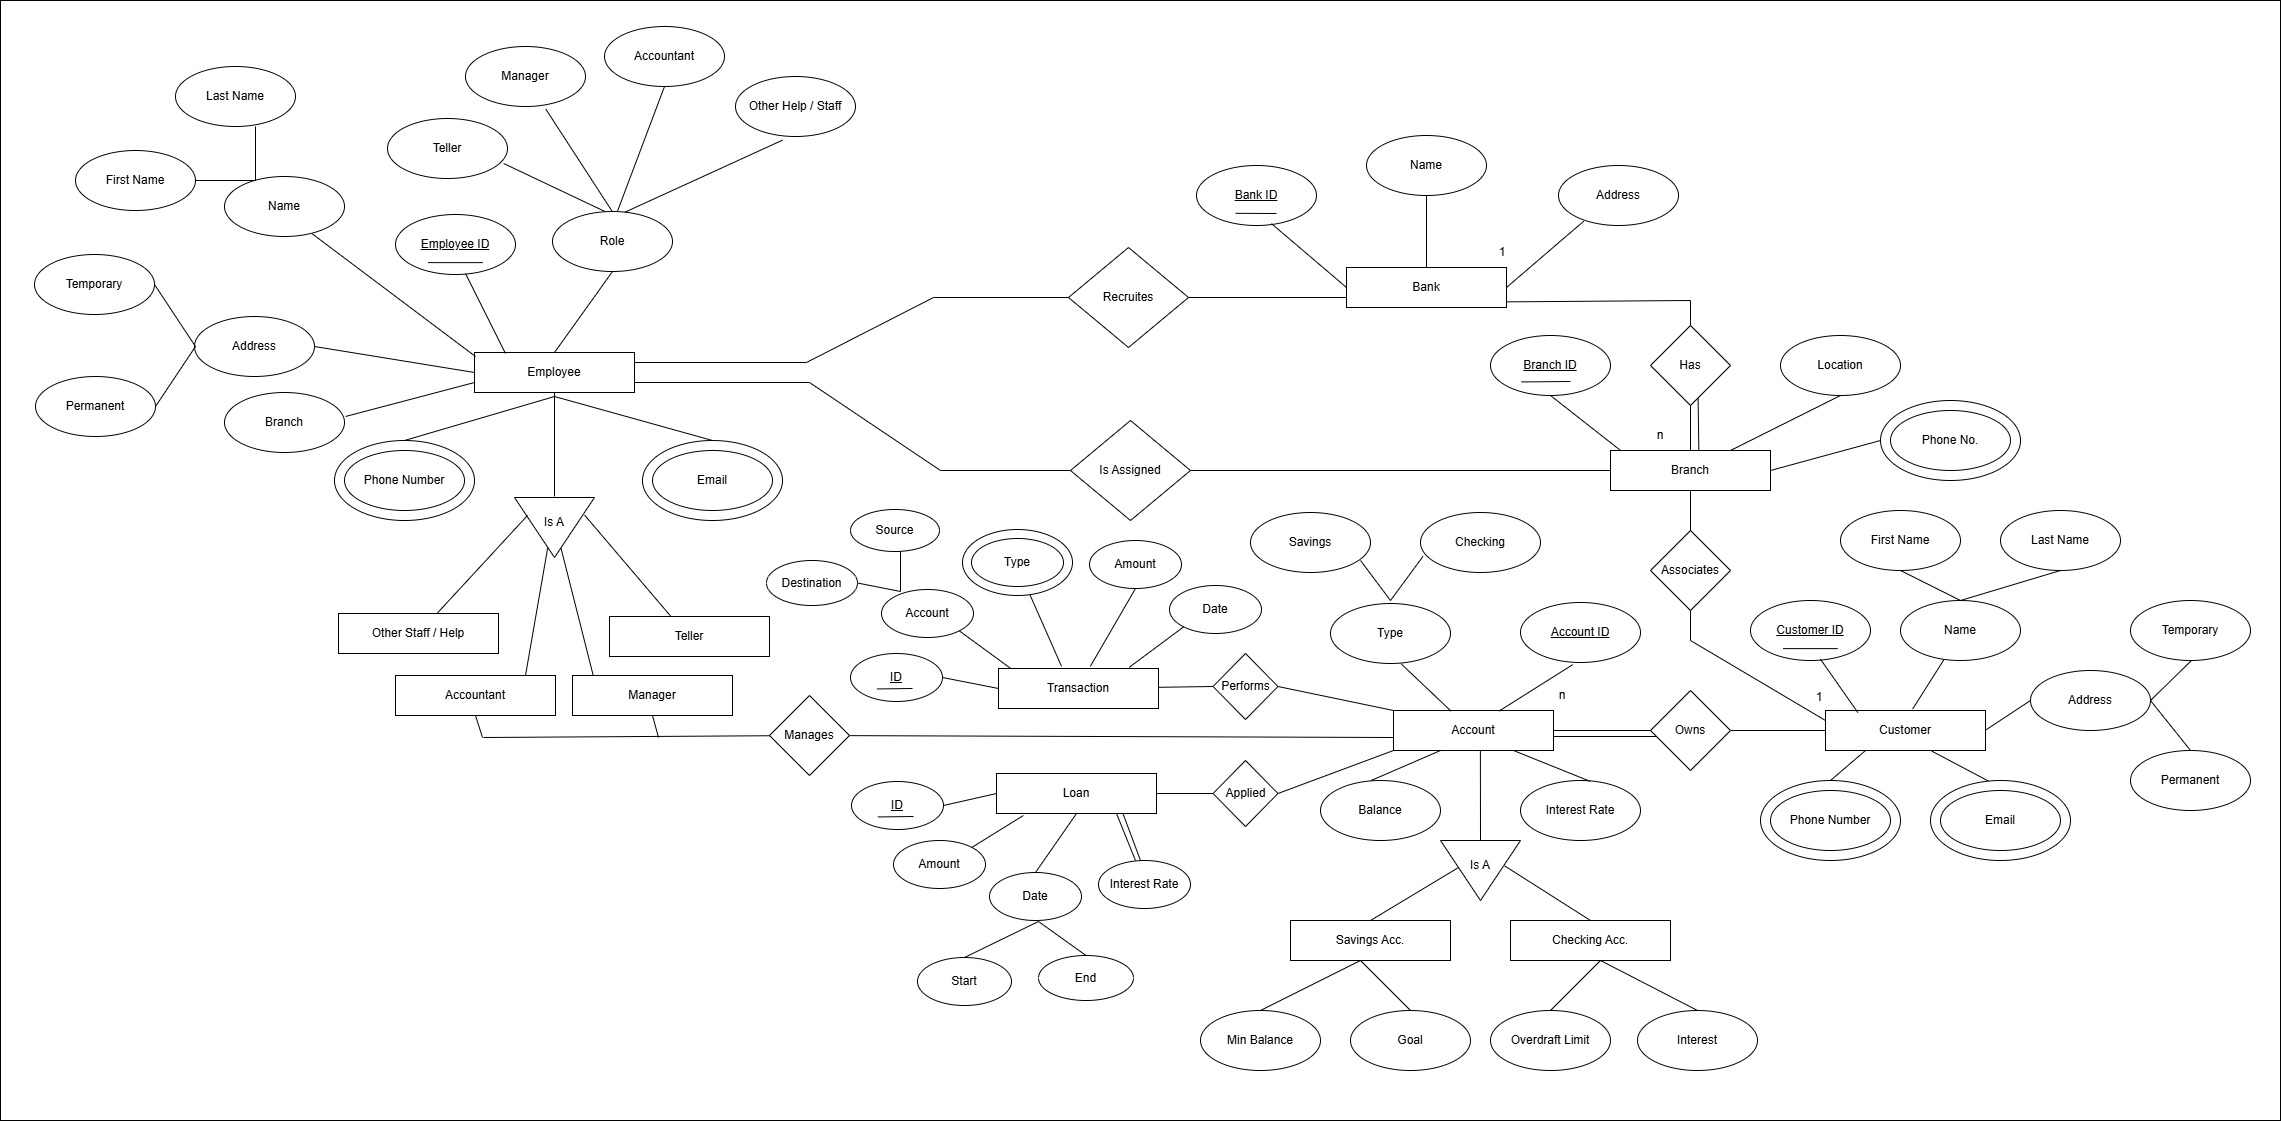 Accountant
Manager
Last Name
Other Help / Staff
Teller
Name
First Name
Bank ID
Address
Name
Employee ID
Role
1
Temporary
Recruites
Bank
Address
Branch ID
Has
Location
Employee
Permanent
Branch
n
Phone No.
Phone Number
Email
Is Assigned
Branch
Is A
Source
Type
Amount
Savings
Checking
First Name
Last Name
Associates
Destination
Account
Date
Other Staff / Help
Teller
Type
Account ID
Customer ID
Name
Temporary
ID
Transaction
Performs
Accountant
Manager
n
1
Address
Manages
Account
Owns
Customer
Permanent
ID
Loan
Applied
Balance
Interest Rate
Phone Number
Email
Amount
Date
Interest Rate
Is A
Start
End
Savings Acc.
Checking Acc.
Min Balance
Goal
Overdraft Limit
Interest